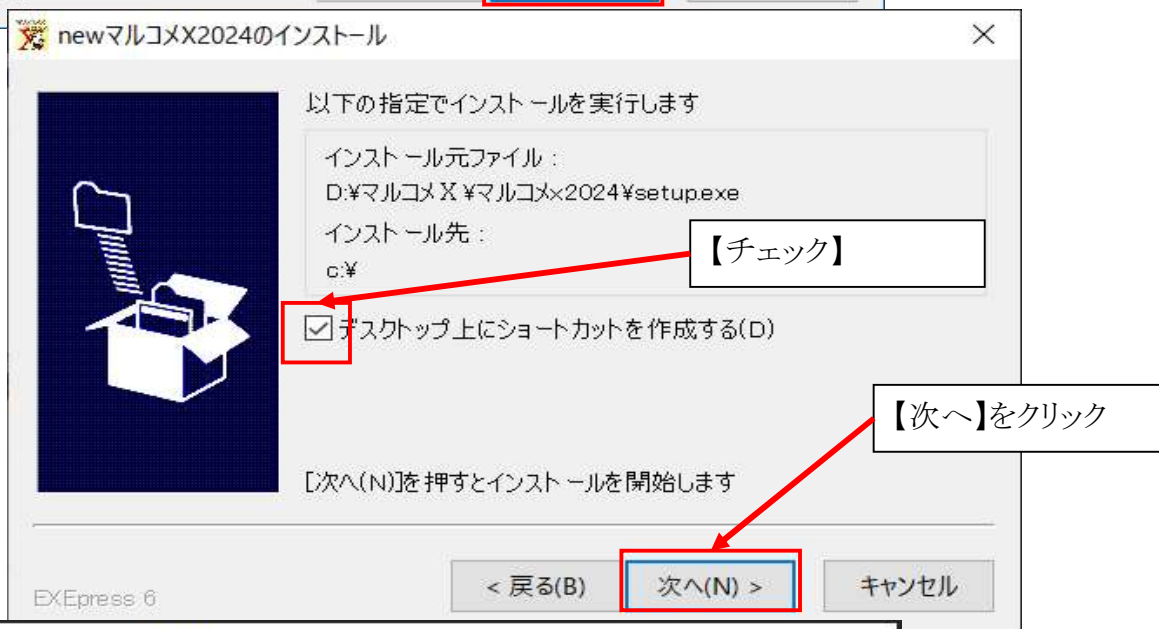 newマルコメX2024のインストール
以下の指定でインストールを実行します
インストール元ファイル：
D:¥マルコメX¥マルコメx2024¥setup.exe
インストール先：
c:¥
【チェック】
デスクトップ上にショートカットを作成する(D)
【次へ】をクリック
[次へ(N)]を押すとインストールを開始します
EXEpress 6
< 戻る(B)
次へ(N) >
キャンセル